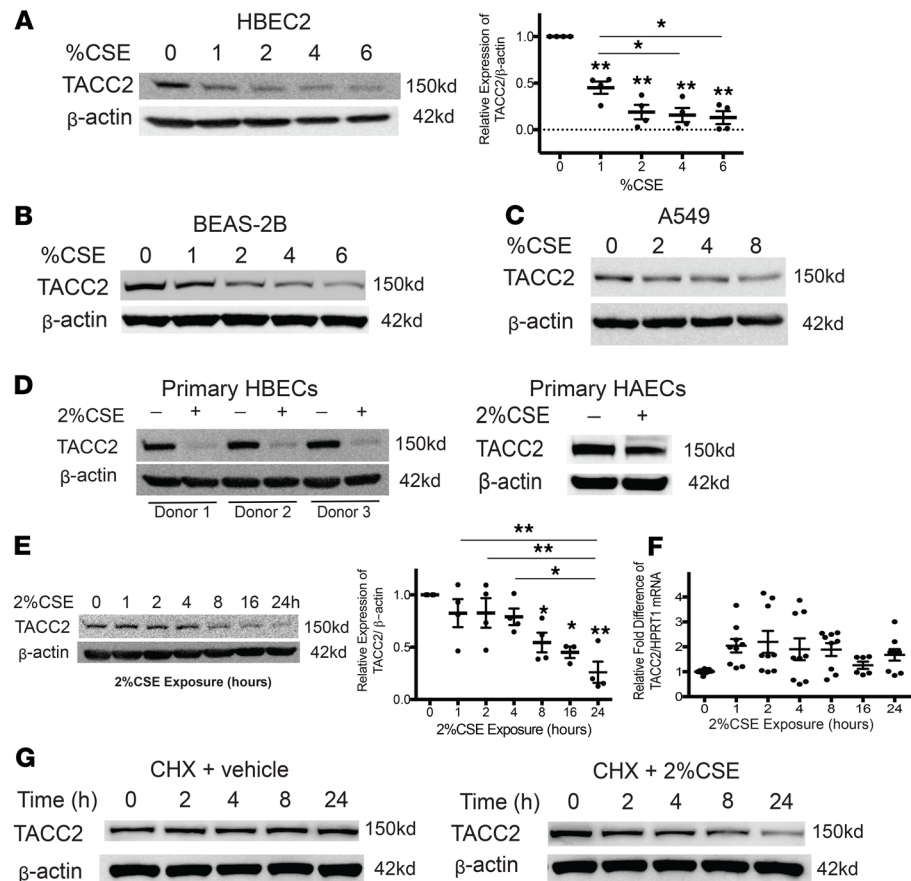 A
HBEC2
%CSE 0 1 2 4 6
TACC2 150kd
β-actin 42kd
Relative Expression of
TACC2/β-actin
1.0
0.5
0.0
*
*
** ** ** **
0 1 2 4 6
%CSE
B
BEAS-2B
%CSE 0 1 2 4 6
TACC2 150kd
β-actin 42kd
C
A549
%CSE 0 2 4 8
TACC2 150kd
β-actin 42kd
D
Primary HBECs
2%CSE – + – + – +
TACC2 150kd
β-actin 42kd
Donor 1 Donor 2 Donor 3
Primary HAECs
2%CSE – +
TACC2 150kd
β-actin 42kd
E
2%CSE 0 1 2 4 8 16 24h
TACC2 150kd
β-actin 42kd
2%CSE Exposure (hours)
Relative Expression of
TACC2/ β-actin
1.0
0.5
0.0
**
**
*
* * **
0 1 2 4 8 16 24
2%CSE Exposure (hours)
F
Relative Fold Difference of
TACC2/HPRT1 mRNA
4
3
2
1
0
0 1 2 4 8 16 24
2%CSE Exposure (hours)
G
CHX + vehicle
Time (h) 0 2 4 8 24
TACC2 150kd
β-actin 42kd
CHX + 2%CSE
Time (h) 0 2 4 8 24
TACC2 150kd
β-actin 42kd